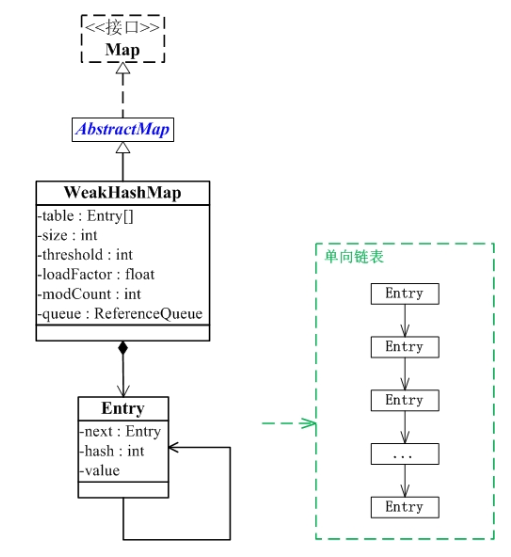 <<接口>>
Map
AbstractMap
WeakHashMap
-table : Entry[]
-size : int
-threshold : int
-loadFactor : float
-modCount : int
-queue : ReferenceQueue
Entry
-next : Entry
-hash : int
-value
单向链表
Entry
Entry
Entry
...
Entry